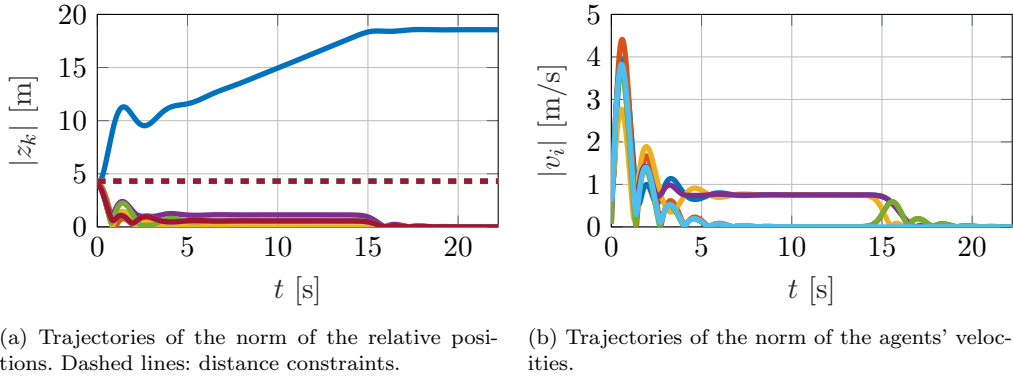 20
15
10
5
0
|z_k| [m]
0 5 10 15 20
t [s]
5
4
3
2
1
0
|v_i| [m/s]
0 5 10 15 20
t [s]
(a) Trajectories of the norm of the relative posi-
tions. Dashed lines: distance constraints.
(b) Trajectories of the norm of the agents' veloc-
ities.